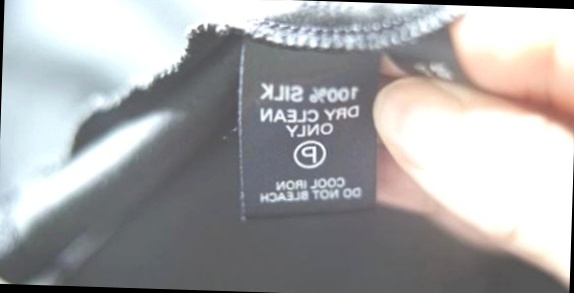 100% SILK
DRY CLEAN
ONLY
P
COOL IRON
DO NOT BLEACH